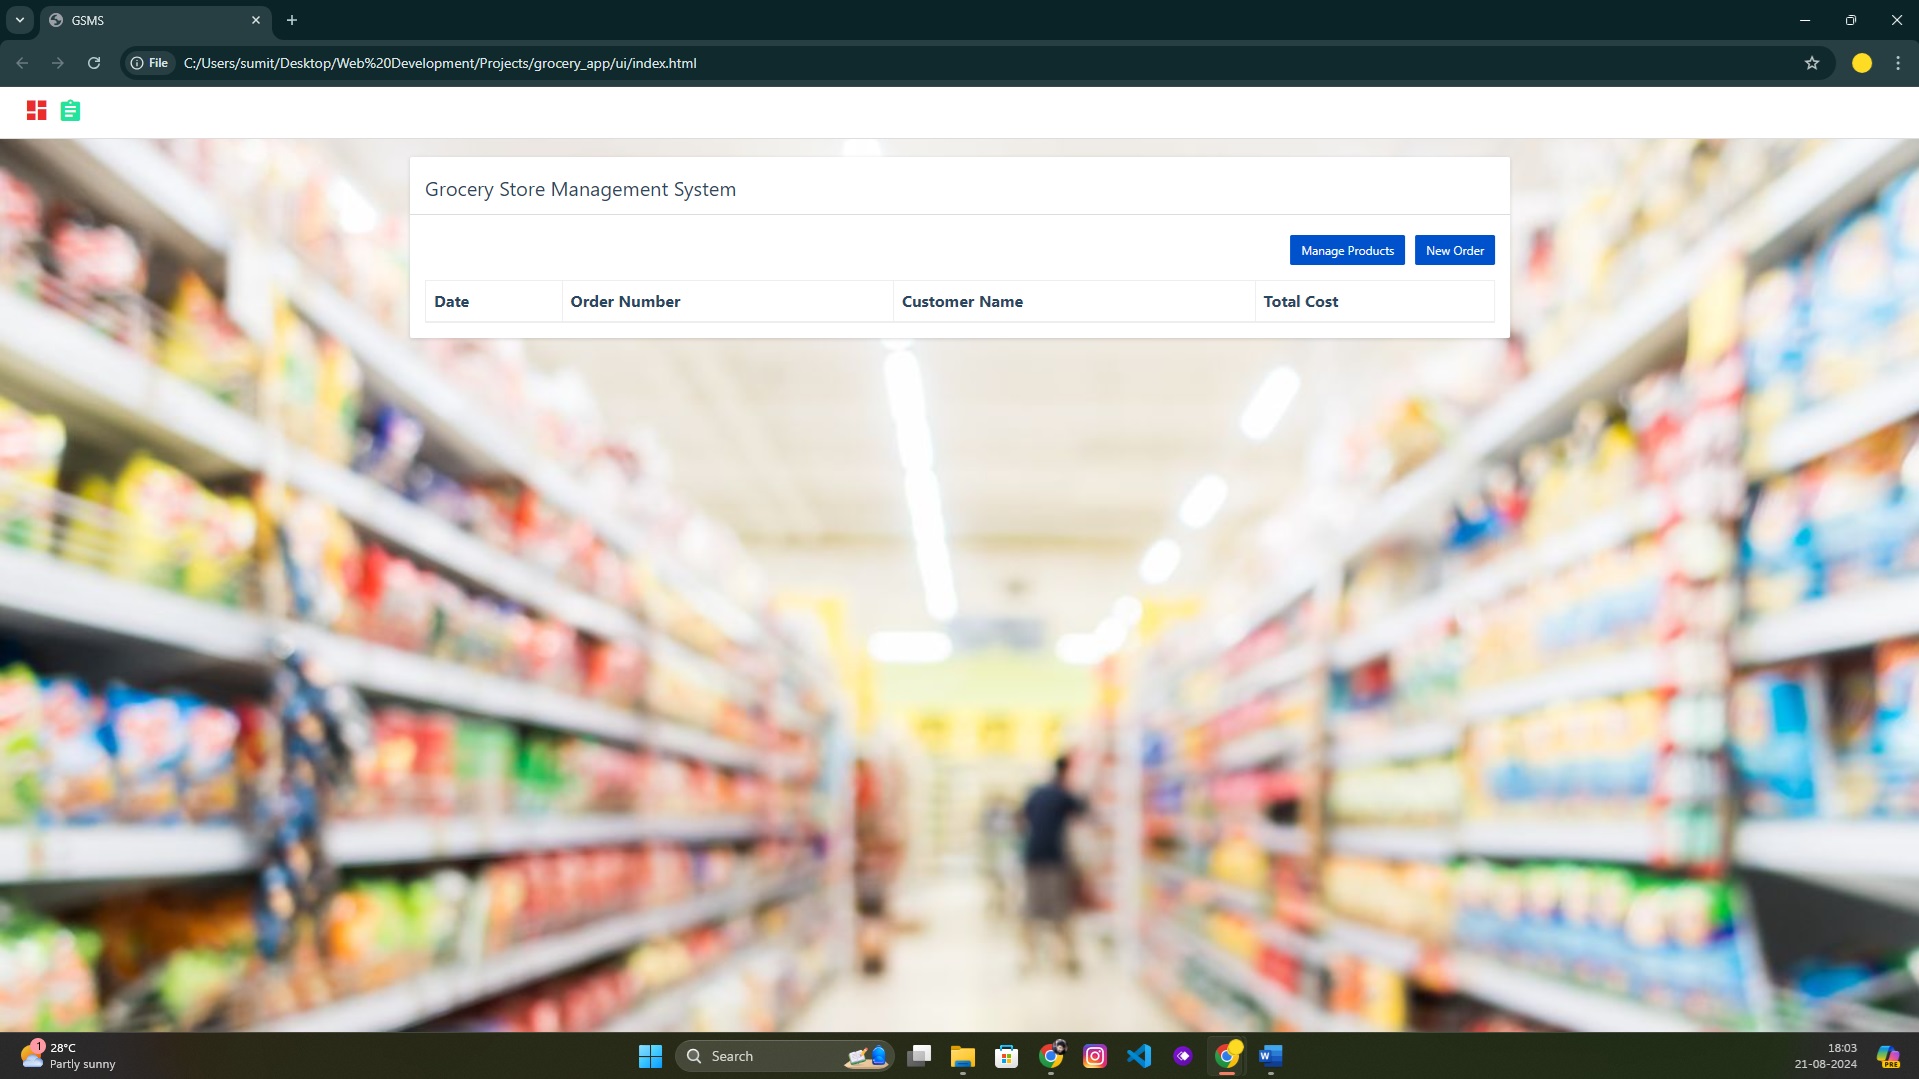 GSMS
File
C:/Users/sumit/Desktop/Web%20Development/Projects/grocery_app/ui/index.html
Grocery Store Management System
Manage Products
New Order
Date
Order Number
Customer Name
Total Cost
1
28°C
Partly sunny
Search
W
PRE
18:03
21-08-2024